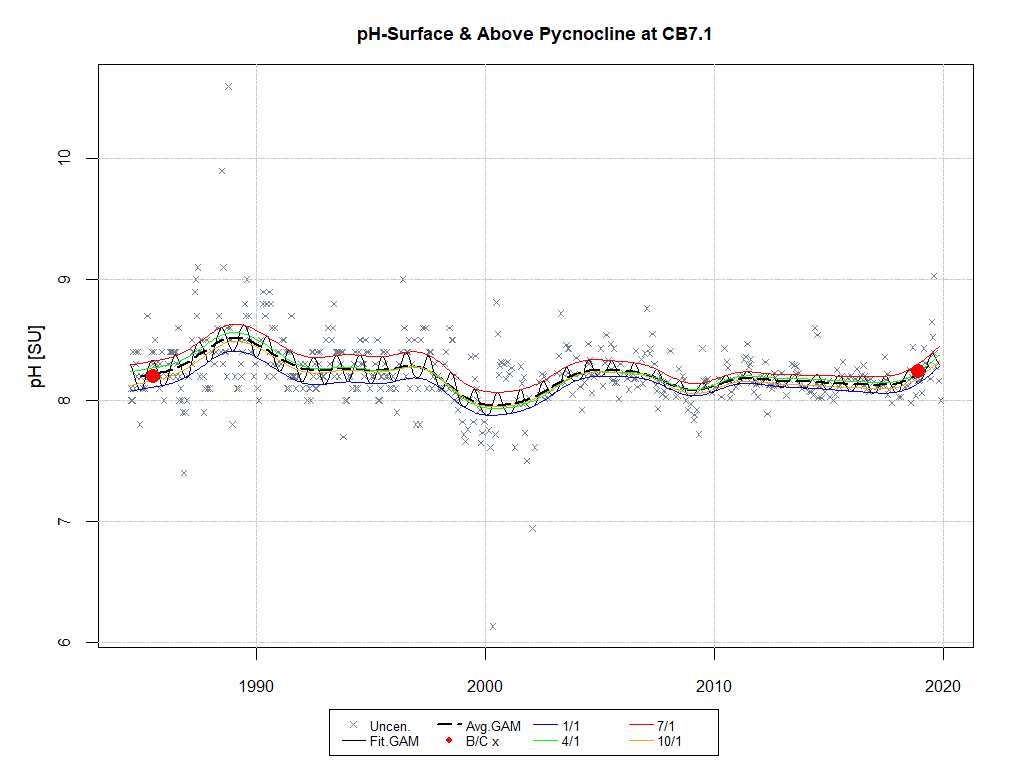 pH-Surface & Above Pycnocline at CB7.1
pH [SU]
10
9
8
7
6
1990 2000 2010 2020
Uncen. Avg.GAM 1/1 7/1
Fit.GAM B/C x 4/1 10/1